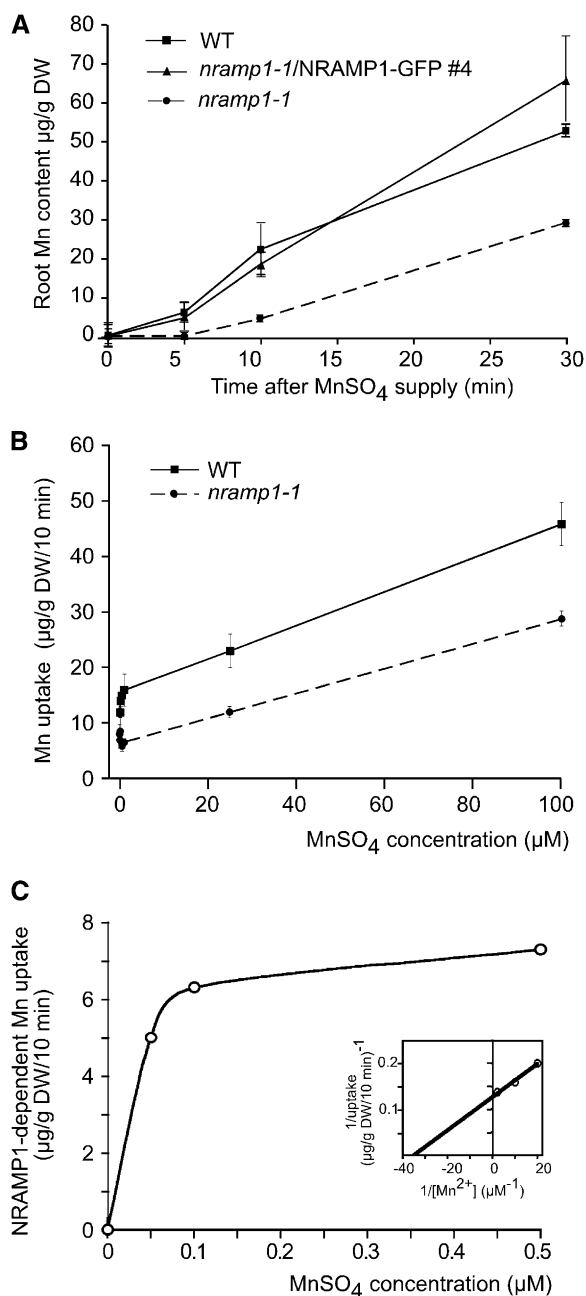 A
80
70
60
50
40
30
20
10
0
Root Mn content µg/g DW
WT
nramp1-1/NRAMP1-GFP #4
nramp1-1
0 5 10 15 20 25 30
Time after MnSO4 supply (min)
B
60
50
40
30
20
10
0
Mn uptake (µg/g DW/10 min)
WT
nramp1-1
0 20 40 60 80 100
MnSO4 concentration (µM)
C
8
6
4
2
0
NRAMP1-dependent Mn uptake
(µg/g DW/10 min)
0.2
0.1
1/uptake
(µg/g DW/10 min)-1
-40 -20 0 20
1/[Mn2+] (µM-1)
0 0.1 0.2 0.3 0.4 0.5
MnSO4 concentration (µM)